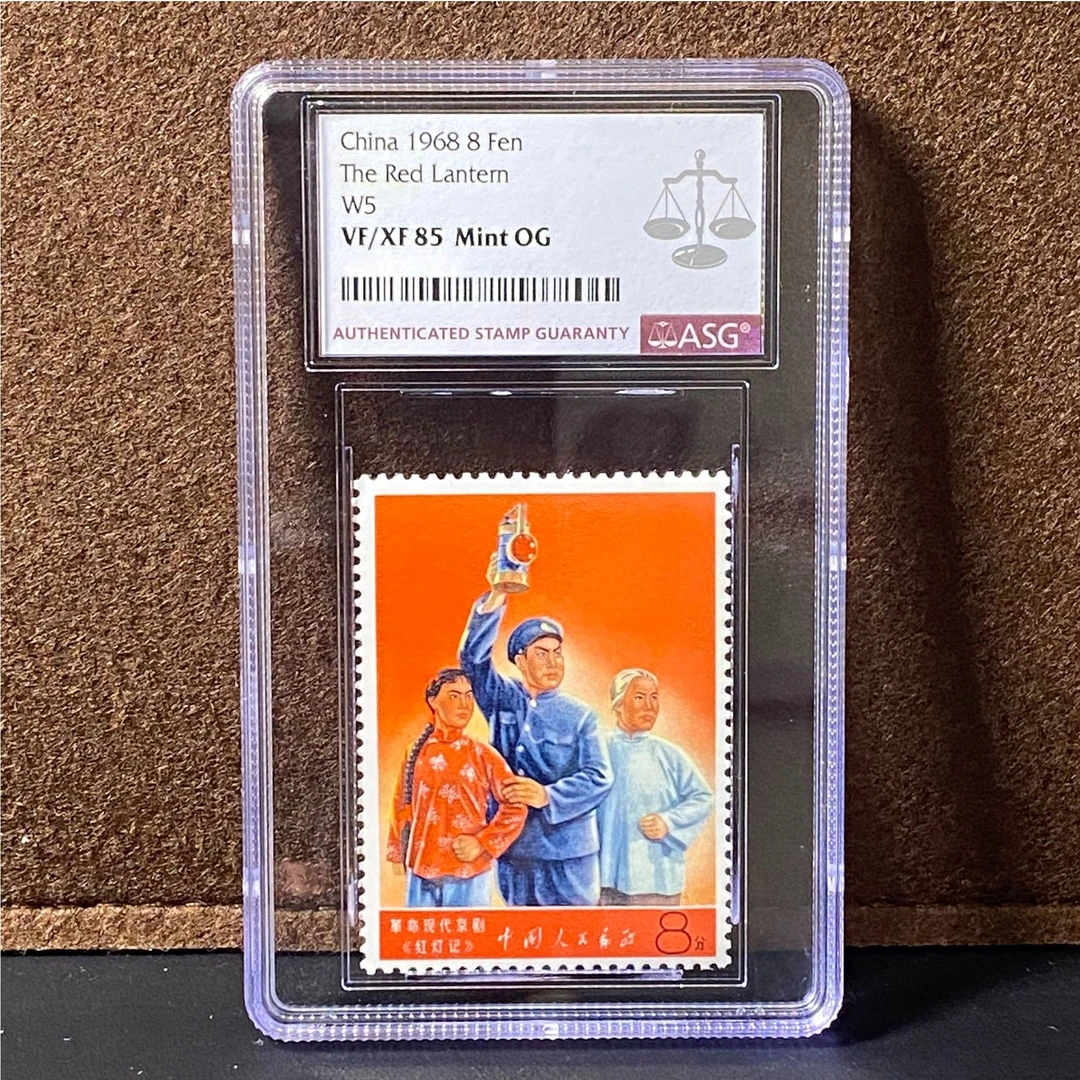 China 1968 8 Fen
The Red Lantern
W5
VF/XF 85 Mint OG
AUTHENTICATED STAMP GUARANTY ASG®
革命现代京剧
《红灯记》
中国人民邮政
8分